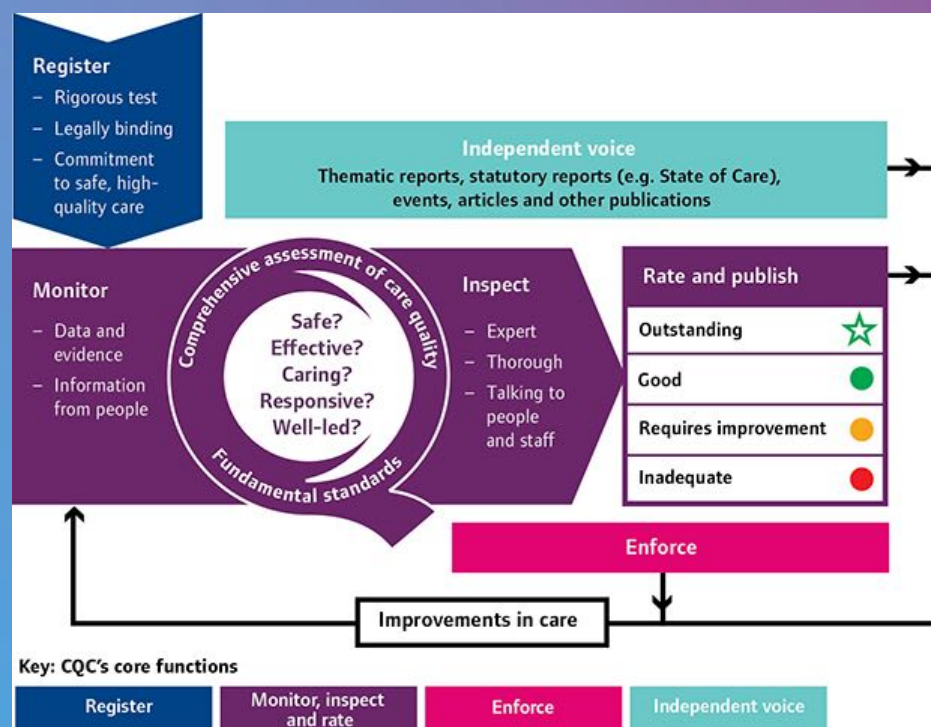 Register
– Rigorous test
– Legally binding
– Commitment
to safe, high-
quality care
Independent voice
Thematic reports, statutory reports (e.g. State of Care),
events, articles and other publications
Monitor
– Data and
evidence
– Information
from people
Comprehensive assessment of care quality
Safe?
Effective?
Caring?
Responsive?
Well-led?
Fundamental standards
Inspect
– Expert
– Thorough
– Talking to
people
and staff
Rate and publish
Outstanding
Good
Requires improvement
Inadequate
Enforce
Improvements in care
Key: CQC's core functions
Register
Monitor, inspect
and rate
Enforce
Independent voice